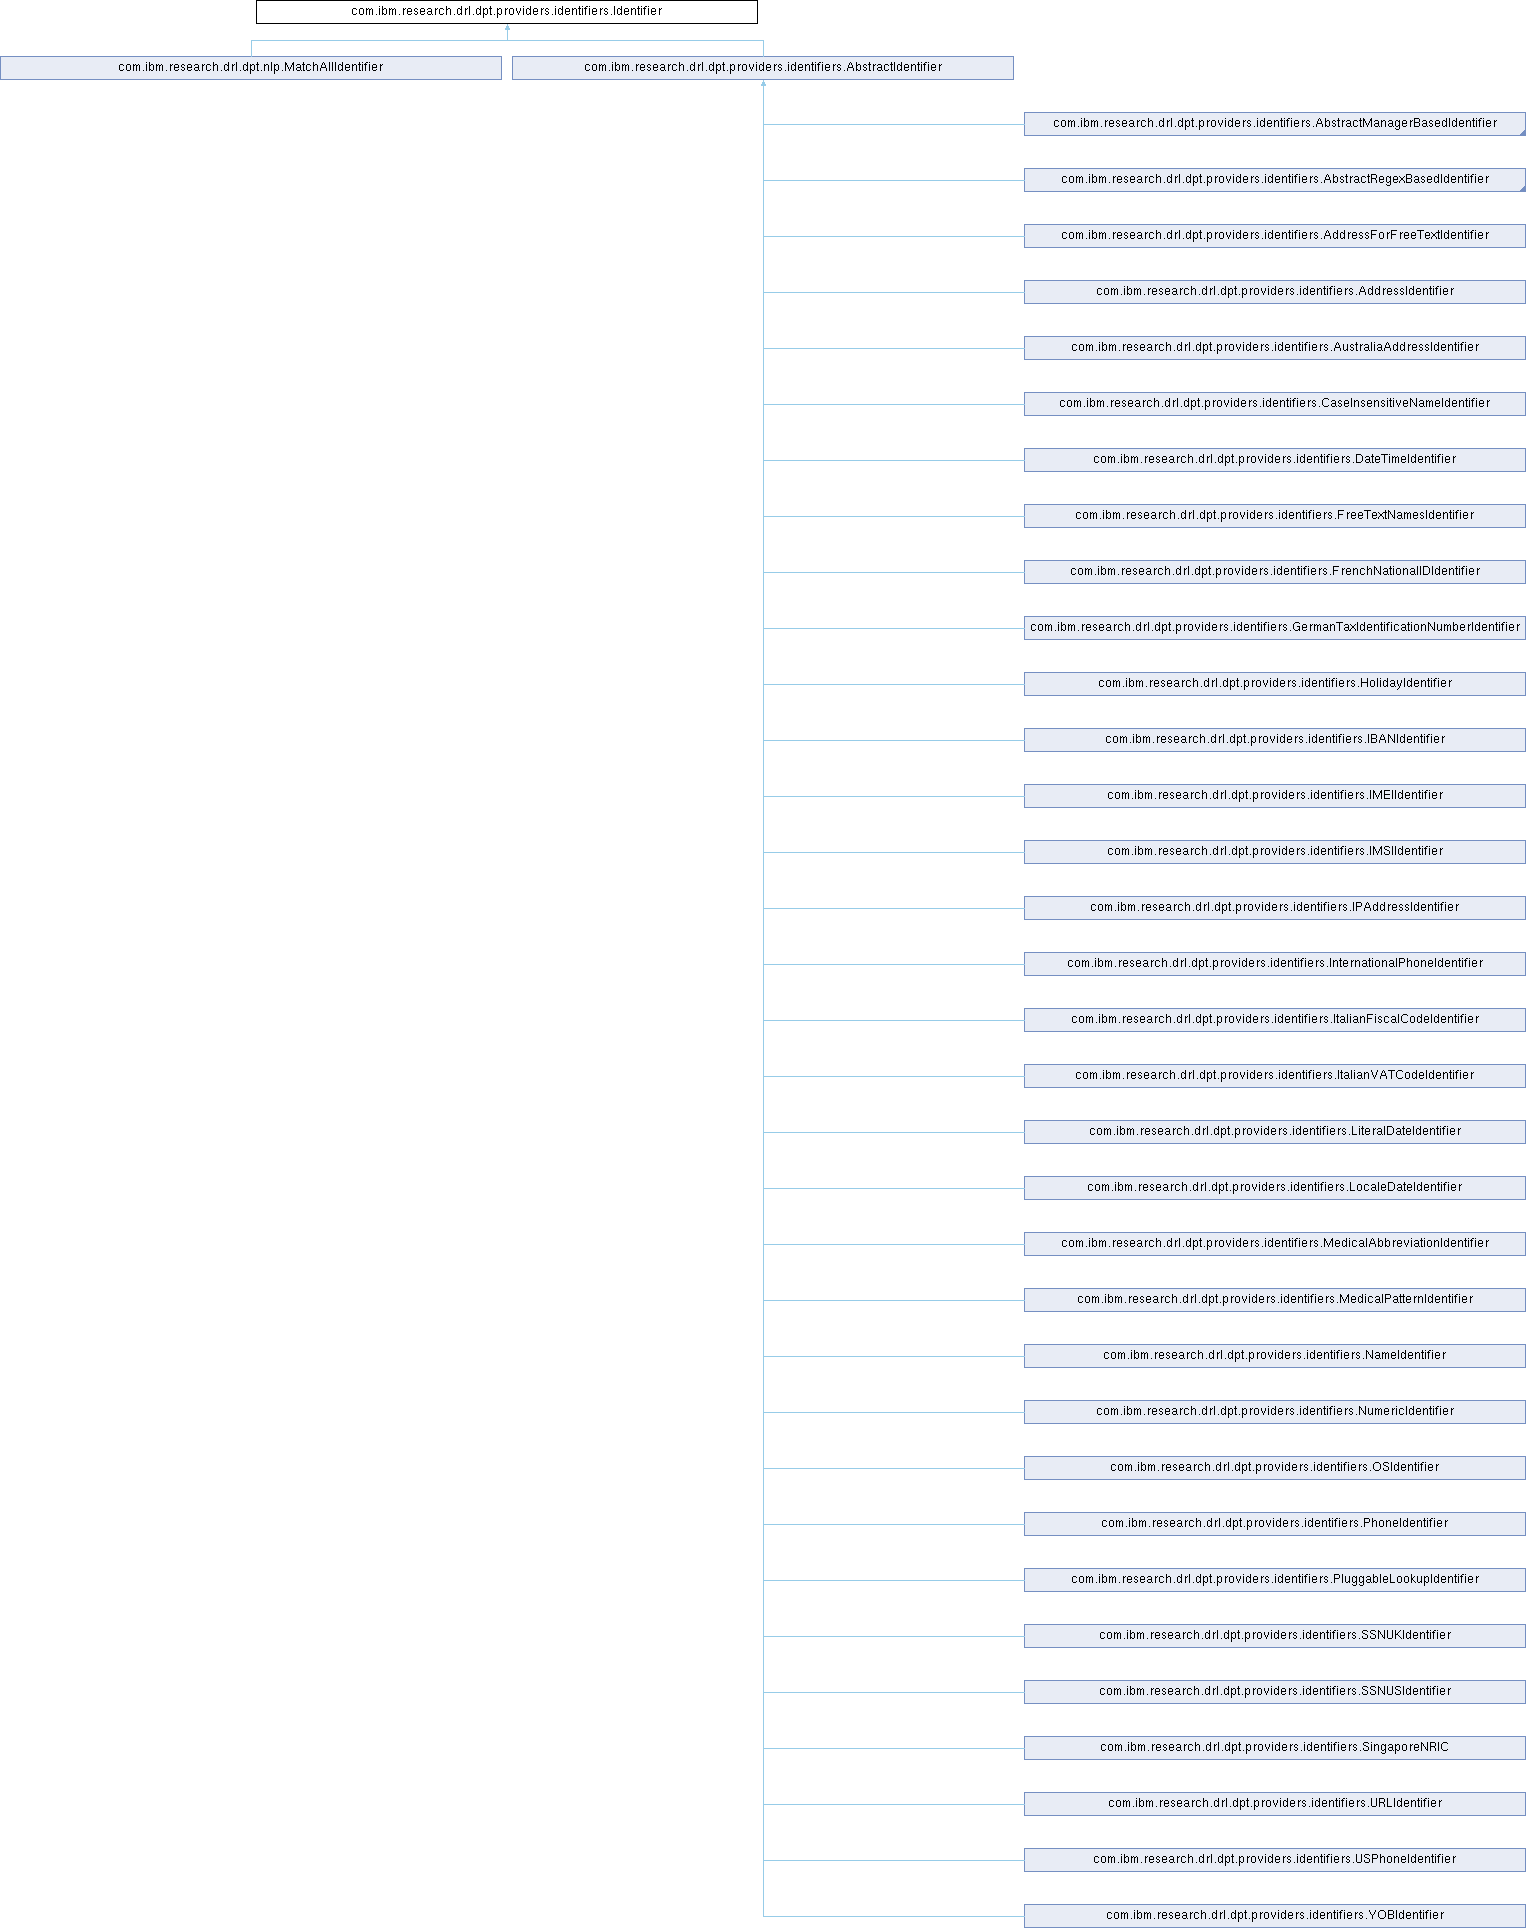 com.ibm.research.drl.dpt.providers.identifiers.Identifier
com.ibm.research.drl.dpt.nlp.MatchAllIdentifier
com.ibm.research.drl.dpt.providers.identifiers.AbstractIdentifier
com.ibm.research.drl.dpt.providers.identifiers.AbstractManagerBasedIdentifier
com.ibm.research.drl.dpt.providers.identifiers.AbstractRegexBasedIdentifier
com.ibm.research.drl.dpt.providers.identifiers.AddressForFreeTextIdentifier
com.ibm.research.drl.dpt.providers.identifiers.AddressIdentifier
com.ibm.research.drl.dpt.providers.identifiers.AustraliaAddressIdentifier
com.ibm.research.drl.dpt.providers.identifiers.CaseInsensitiveNameIdentifier
com.ibm.research.drl.dpt.providers.identifiers.DateTimeIdentifier
com.ibm.research.drl.dpt.providers.identifiers.FreeTextNamesIdentifier
com.ibm.research.drl.dpt.providers.identifiers.FrenchNationalIDIdentifier
com.ibm.research.drl.dpt.providers.identifiers.GermanTaxIdentificationNumberIdentifier
com.ibm.research.drl.dpt.providers.identifiers.HolidayIdentifier
com.ibm.research.drl.dpt.providers.identifiers.IBANIdentifier
com.ibm.research.drl.dpt.providers.identifiers.IMEIIdentifier
com.ibm.research.drl.dpt.providers.identifiers.IMSIIdentifier
com.ibm.research.drl.dpt.providers.identifiers.IPAddressIdentifier
com.ibm.research.drl.dpt.providers.identifiers.InternationalPhoneIdentifier
com.ibm.research.drl.dpt.providers.identifiers.ItalianFiscalCodeIdentifier
com.ibm.research.drl.dpt.providers.identifiers.ItalianVATCodeIdentifier
com.ibm.research.drl.dpt.providers.identifiers.LiteralDateIdentifier
com.ibm.research.drl.dpt.providers.identifiers.LocaleDateIdentifier
com.ibm.research.drl.dpt.providers.identifiers.MedicalAbbreviationIdentifier
com.ibm.research.drl.dpt.providers.identifiers.MedicalPatternIdentifier
com.ibm.research.drl.dpt.providers.identifiers.NameIdentifier
com.ibm.research.drl.dpt.providers.identifiers.NumericIdentifier
com.ibm.research.drl.dpt.providers.identifiers.OSIdentifier
com.ibm.research.drl.dpt.providers.identifiers.PhoneIdentifier
com.ibm.research.drl.dpt.providers.identifiers.PluggableLookupIdentifier
com.ibm.research.drl.dpt.providers.identifiers.SSNUKIdentifier
com.ibm.research.drl.dpt.providers.identifiers.SSNUSIdentifier
com.ibm.research.drl.dpt.providers.identifiers.SingaporeNRIC
com.ibm.research.drl.dpt.providers.identifiers.URLIdentifier
com.ibm.research.drl.dpt.providers.identifiers.USPhoneIdentifier
com.ibm.research.drl.dpt.providers.identifiers.YOBIdentifier